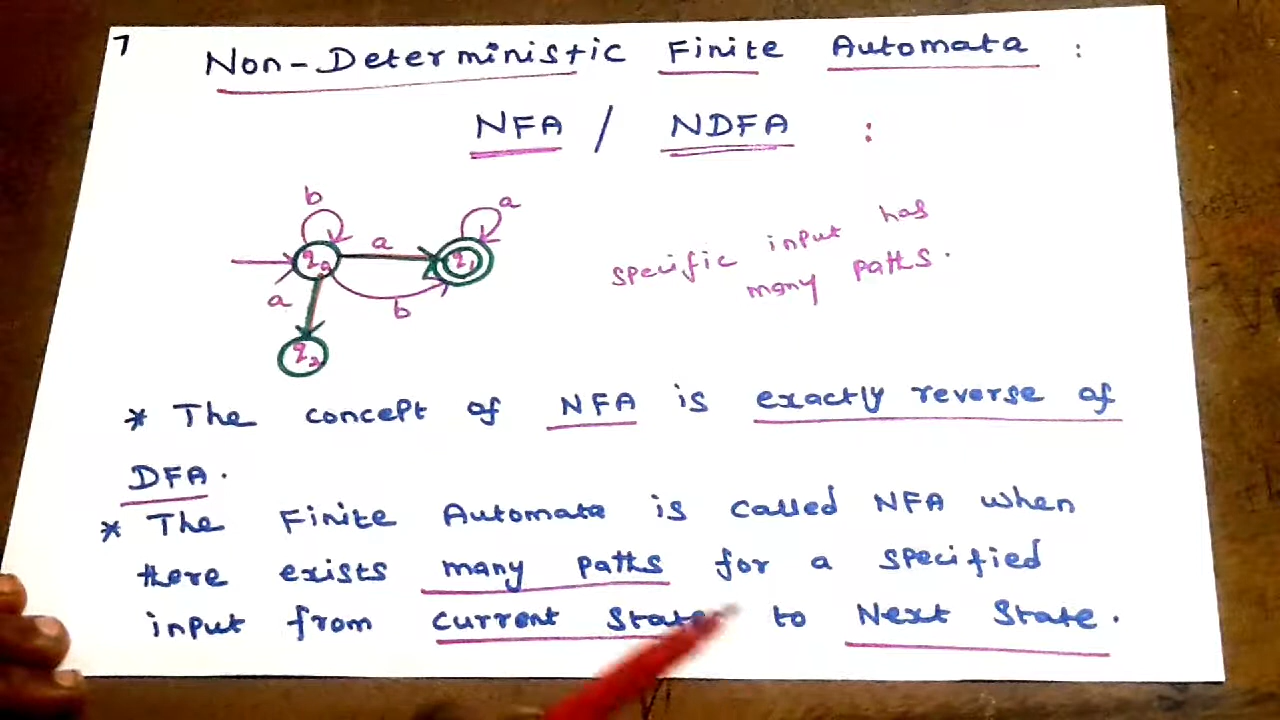 7
Non-Deterministic Finite Automata :
NFA / NDFA :
b
a
q0
a
q1
a
b
q2
specific input has
many paths.
* The concept of NFA is exactly reverse of
DFA.
* The Finite Automata is called NFA when
there exists many paths for a specified
input from current state to Next State.